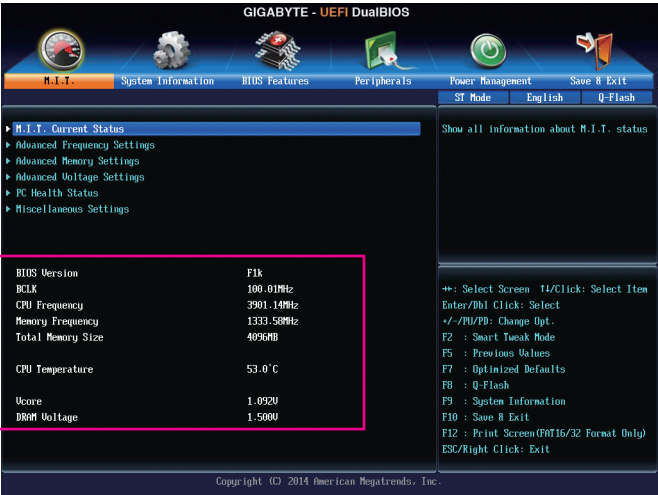 GIGABYTE - UEFI DualBIOS
M.I.T. System Information BIOS Features Peripherals Power Management Save & Exit
ST Mode English Q-Flash
M.I.T. Current Status
Advanced Frequency Settings
Advanced Memory Settings
Advanced Voltage Settings
PC Health Status
Miscellaneous Settings
Show all information about M.I.T. status
BIOS Version F1k
BCLK 100.01MHz
CPU Frequency 3901.14MHz
Memory Frequency 1333.58MHz
Total Memory Size 4096MB
CPU Temperature 53.0°C
Vcore 1.092V
DRAM Voltage 1.500V
↔: Select Screen ↑↓/Click: Select Item
Enter/Dbl Click: Select
+/-/PU/PD: Change Opt.
F2 : Smart Tweak Mode
F5 : Previous Values
F7 : Optimized Defaults
F8 : Q-Flash
F9 : System Information
F10 : Save & Exit
F12 : Print Screen(FAT16/32 Format Only)
ESC/Right Click: Exit
Copyright (C) 2014 American Megatrends, Inc.